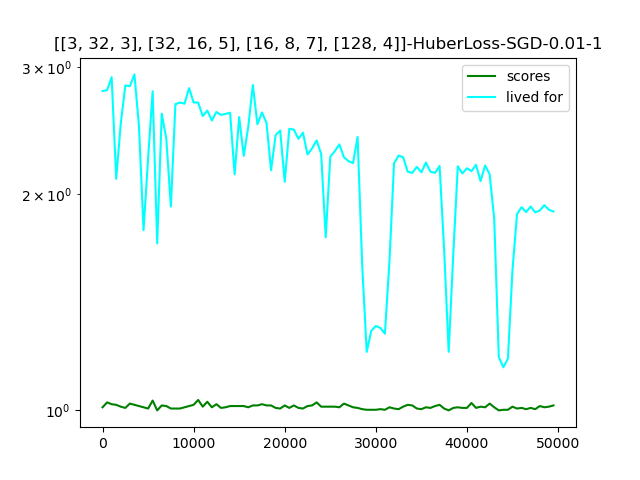 [[3, 32, 3], [32, 16, 5], [16, 8, 7], [128, 4]]-HuberLoss-SGD-0.01-1
scores
lived for
3 × 10⁰
2 × 10⁰
10⁰
0 10000 20000 30000 40000 50000